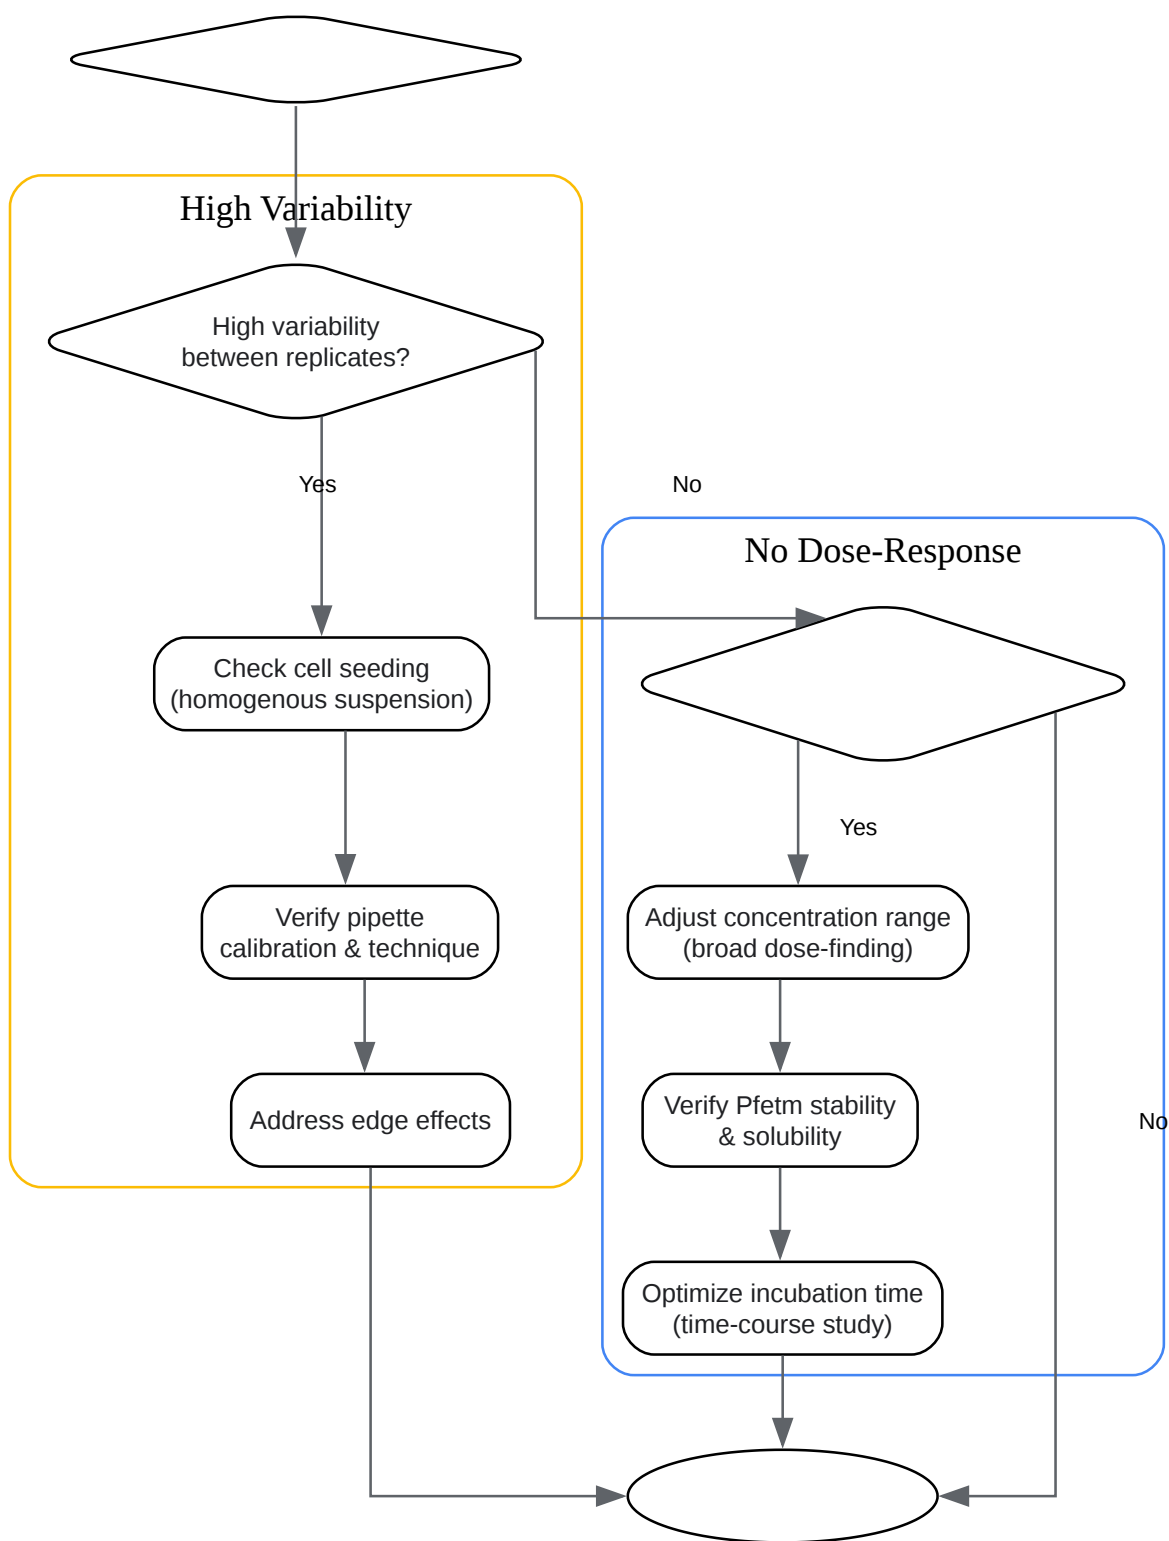 High Variability
High variability
between replicates?
Yes
No
Check cell seeding
(homogenous suspension)
Verify pipette
calibration & technique
Address edge effects
No Dose-Response
Yes
Adjust concentration range
(broad dose-finding)
Verify Pfetm stability
& solubility
No
Optimize incubation time
(time-course study)